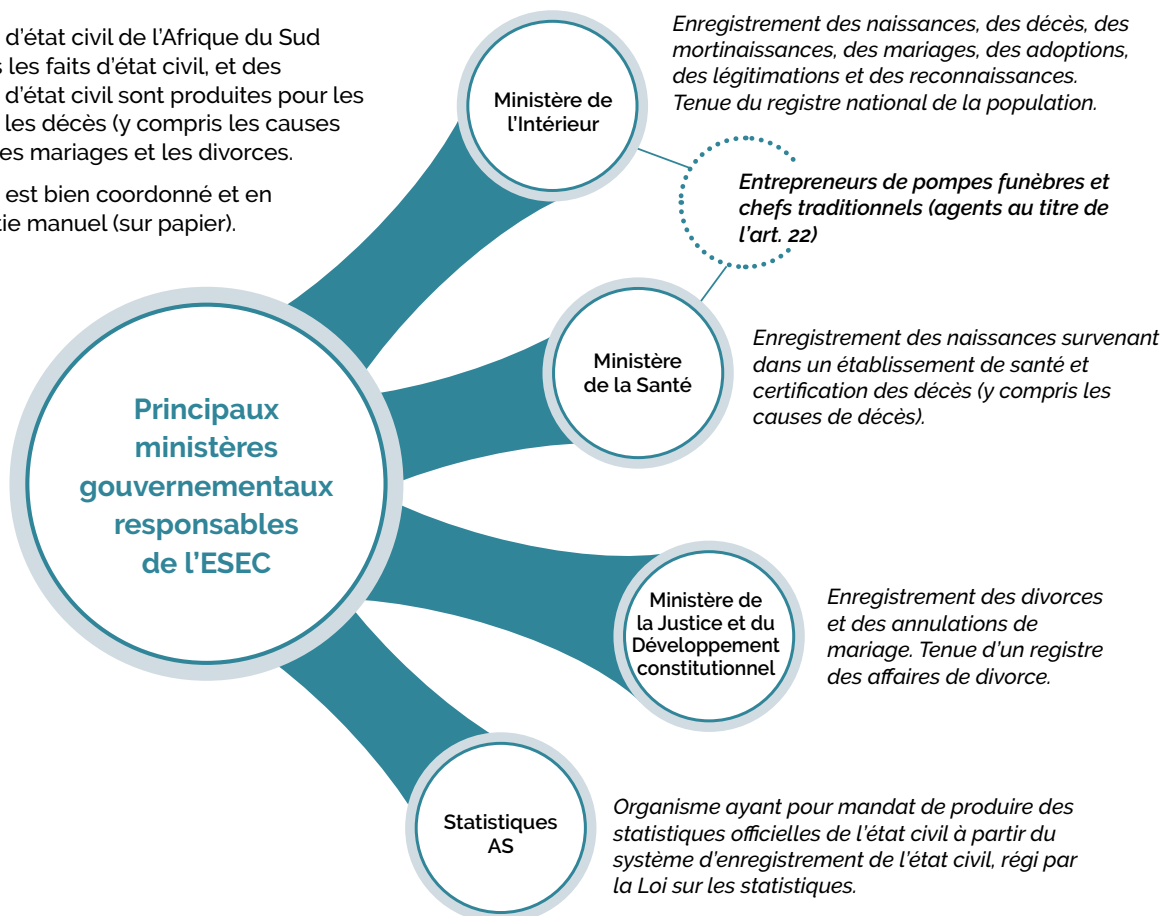 d’état civil de l’Afrique du Sud
s les faits d’état civil, et des
d’état civil sont produites pour les
les décès (y compris les causes
es mariages et les divorces.
est bien coordonné et en
tie manuel (sur papier).
Enregistrement des naissances, des décès, des
mortinaissances, des mariages, des adoptions,
des légitimations et des reconnaissances.
Tenue du registre national de la population.
Ministère de
l’Intérieur
Entrepreneurs de pompes funèbres et
chefs traditionnels (agents au titre de
l’art. 22)
Ministère
de la Santé
Enregistrement des naissances survenant
dans un établissement de santé et
certification des décès (y compris les
causes de décès).
Principaux
ministères
gouvernementaux
responsables
de l’ESEC
Ministère de
la Justice et du
Développement
constitutionnel
Enregistrement des divorces
et des annulations de
mariage. Tenue d’un registre
des affaires de divorce.
Statistiques
AS
Organisme ayant pour mandat de produire des
statistiques officielles de l’état civil à partir du
système d’enregistrement de l’état civil, régi par
la Loi sur les statistiques.